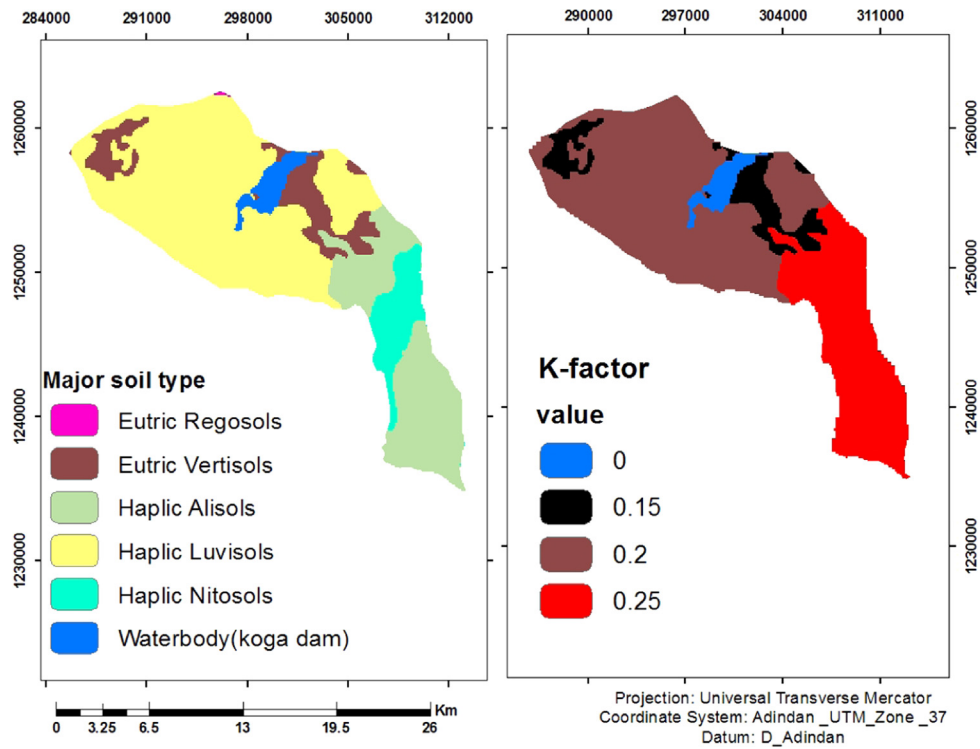 284000 291000 298000 305000 312000
290000 297000 304000 311000
1260000
1250000
1240000
1230000
1260000
1250000
1240000
1230000
Major soil type
Eutric Regosols
Eutric Vertisols
Haplic Alisols
Haplic Luvisols
Haplic Nitosols
Waterbody(koga dam)
K-factor
value
0
0.15
0.2
0.25
Km
0 3.25 6.5 13 19.5 26
Projection: Universal Transverse Mercator
Coordinate System: Adindan _UTM_Zone _37
Datum: D_Adindan